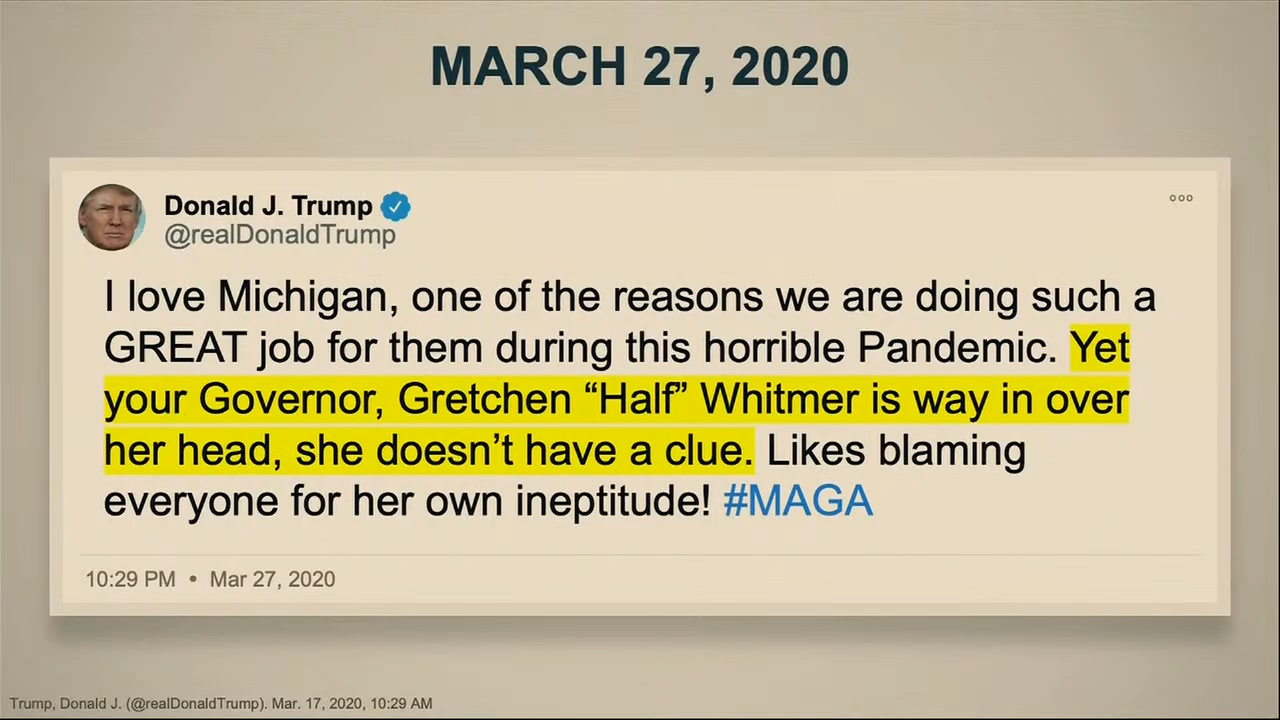 MARCH 27, 2020
Donald J. Trump
@realDonaldTrump
I love Michigan, one of the reasons we are doing such a
GREAT job for them during this horrible Pandemic. Yet
your Governor, Gretchen “Half” Whitmer is way in over
her head, she doesn’t have a clue. Likes blaming
everyone for her own ineptitude! #MAGA
10:29 PM • Mar 27, 2020
Trump, Donald J. (@realDonaldTrump). Mar. 17, 2020, 10:29 AM